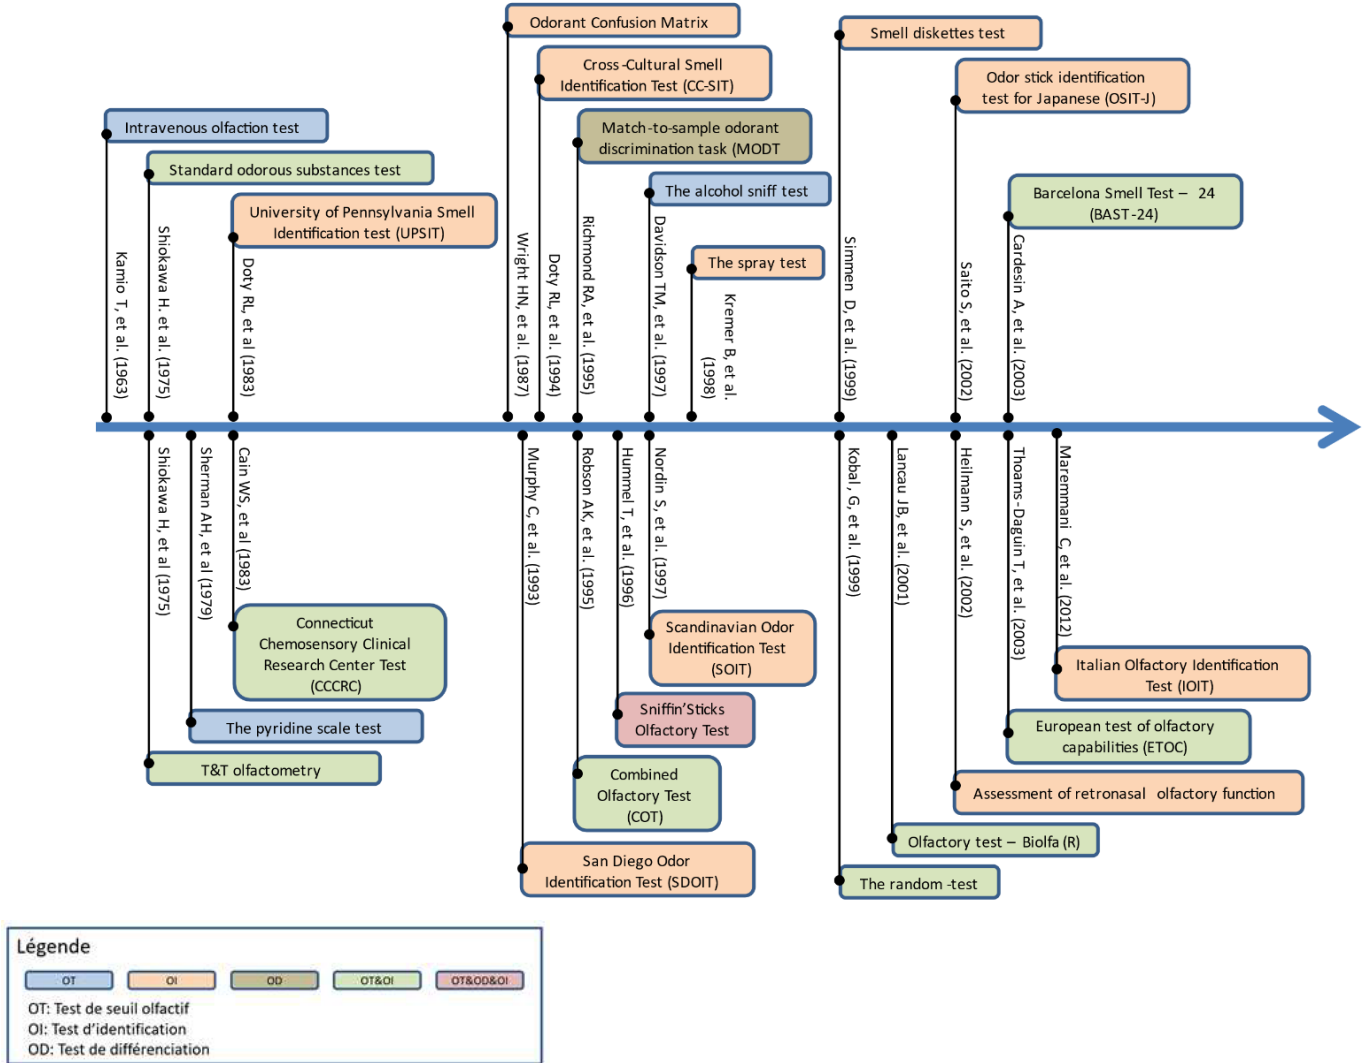 Odorant Confusion Matrix
Smell diskettes test
Cross-Cultural Smell
Identification Test (CC-SIT)
Odor stick identification
test for Japanese (OSIT-J)
Intravenous olfaction test
Match-to-sample odorant
discrimination task (MODT
Standard odorous substances test
The alcohol sniff test
Barcelona Smell Test – 24
(BAST-24)
University of Pennsylvania Smell
Identification test (UPSIT)
The spray test
Kamio T, et al. (1963)
Shiokawa H. et al. (1975)
Doty RL, et al (1983)
Wright HN, et al. (1987)
Doty RL, et al. (1994)
Richmond RA, et al. (1995)
Davidson TM, et al. (1997)
Kremer B, et al.
(1998)
Simmen D, et al. (1999)
Saito S, et al. (2002)
Cardesin A, et al. (2003)
Shiokawa H, et al (1975)
Sherman AH, et al (1979)
Cain WS, et al (1983)
Murphy C, et al. (1993)
Robson AK, et al. (1995)
Hummel T, et al. (1996)
Nordin S, et al. (1997)
Kobal, G, et al. (1999)
Lancau JB, et al. (2001)
Heilmann S, et al. (2002)
Thoams-Daguin T, et al. (2003)
Maremmani C, et al. (2012)
Connecticut
Chemosensory Clinical
Research Center Test
(CCCRC)
Scandinavian Odor
Identification Test
(SOIT)
Italian Olfactory Identification
Test (IOIT)
The pyridine scale test
Sniffin'Sticks
Olfactory Test
European test of olfactory
capabilities (ETOC)
T&T olfactometry
Combined
Olfactory Test
(COT)
Assessment of retronasal olfactory function
Olfactory test – Biolfa (R)
San Diego Odor
Identification Test (SDOIT)
The random -test
Légende
OT
OI
OD
OT&OI
OT&OD&OI
OT: Test de seuil olfactif
OI: Test d'identification
OD: Test de différenciation